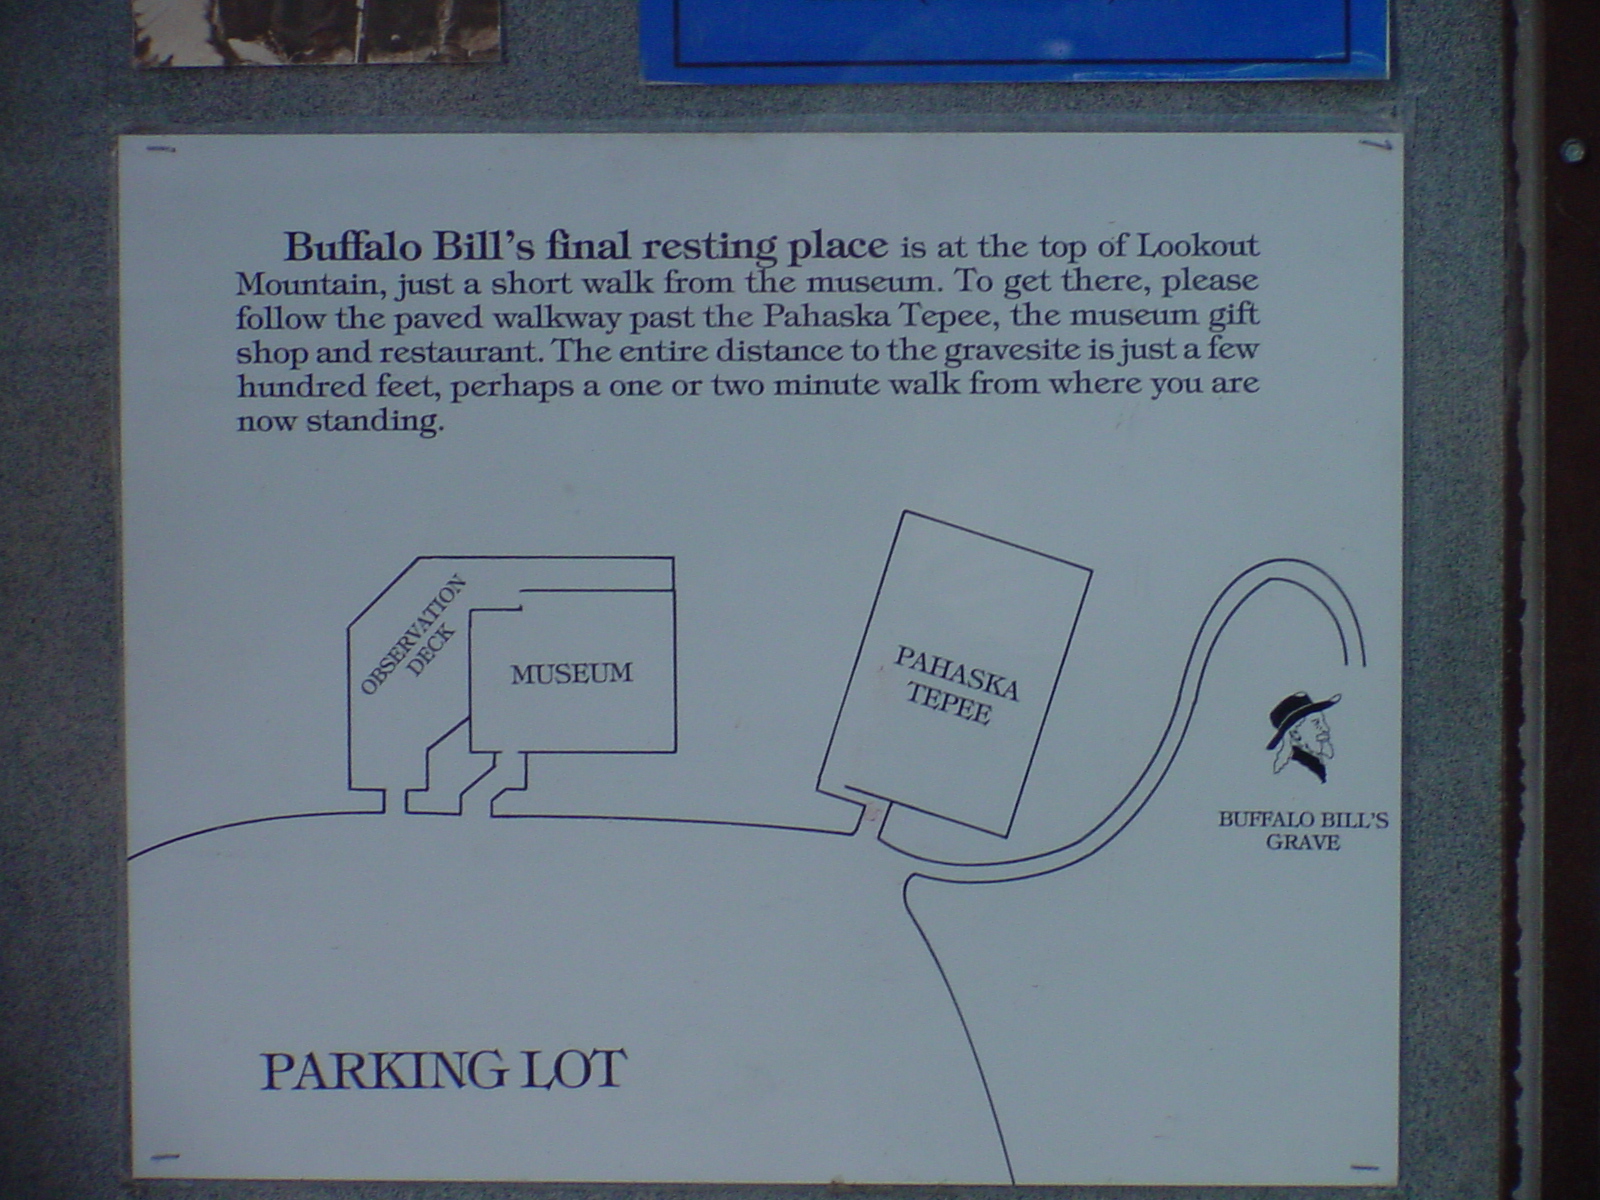 Buffalo Bill's final resting place is at the top of Lookout
Mountain, just a short walk from the museum. To get there, please
follow the paved walkway past the Pahaska Tepee, the museum gift
shop and restaurant. The entire distance to the gravesite is just a few
hundred feet, perhaps a one or two minute walk from where you are
now standing.
OBSERVATION
DECK
MUSEUM
PAHASKA
TEPEE
BUFFALO BILL'S
GRAVE
PARKING LOT